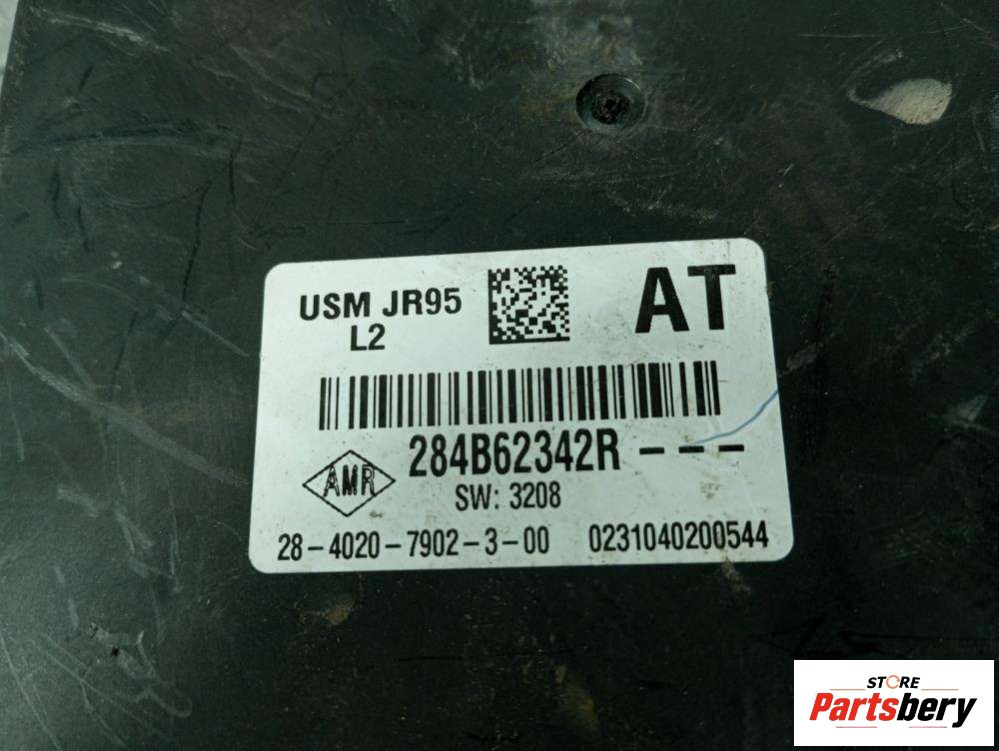 USM JR95
L2
AT
284B62342R---
AMR
SW: 3208
28-4020-7902-3-00 0231040200544
STORE
Partsbery